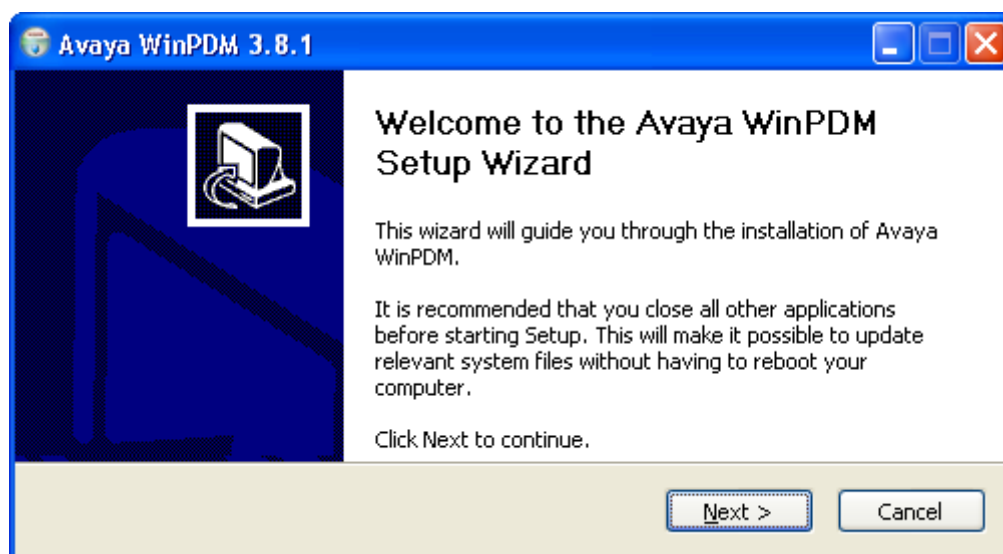 Avaya WinPDM 3.8.1
Welcome to the Avaya WinPDM
Setup Wizard
This wizard will guide you through the installation of Avaya
WinPDM.
It is recommended that you close all other applications
before starting Setup. This will make it possible to update
relevant system files without having to reboot your
computer.
Click Next to continue.
Next >
Cancel